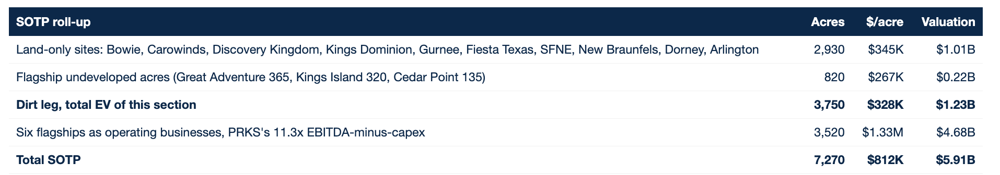 SOTP roll-up Acres $/acre Valuation
Land-only sites: Bowie, Carowinds, Discovery Kingdom, Kings Dominion, Gurnee, Fiesta Texas, SFNE, New Braunfels, Dorney, Arlington 2,930 $345K $1.01B
Flagship undeveloped acres (Great Adventure 365, Kings Island 320, Cedar Point 135) 820 $267K $0.22B
Dirt leg, total EV of this section 3,750 $328K $1.23B
Six flagships as operating businesses, PRKS's 11.3x EBITDA-minus-capex 3,520 $1.33M $4.68B
Total SOTP 7,270 $812K $5.91B